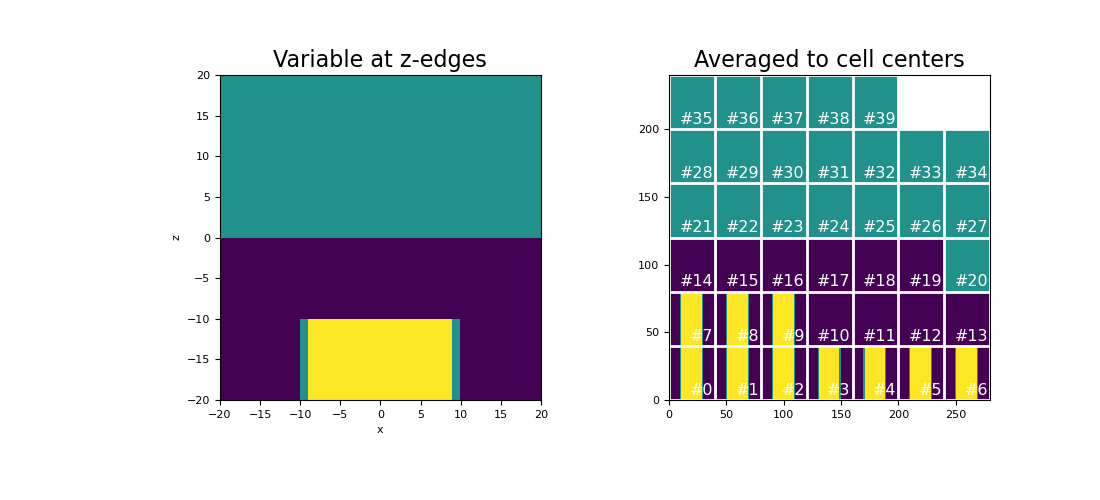 Variable at z-edges
20
15
10
5
0
−5
−10
−15
−20
z
−20 −15 −10 −5 0 5 10 15 20
x
Averaged to cell centers
200
150
100
50
0
#35 #36 #37 #38 #39
#28 #29 #30 #31 #32 #33 #34
#21 #22 #23 #24 #25 #26 #27
#14 #15 #16 #17 #18 #19 #20
#7 #8 #9 #10 #11 #12 #13
#0 #1 #2 #3 #4 #5 #6
0 50 100 150 200 250